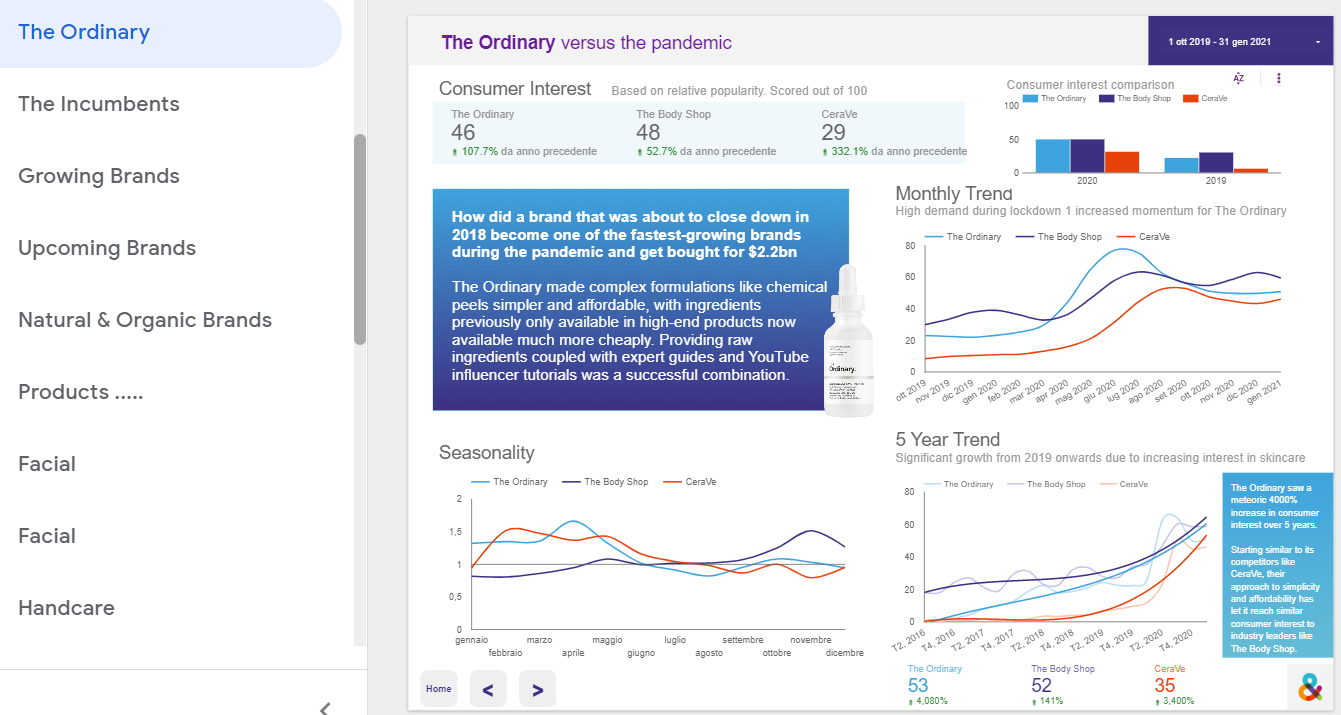 The Ordinary
The Incumbents
Growing Brands
Upcoming Brands
Natural & Organic Brands
Products .....
Facial
Facial
Handcare
The Ordinary versus the pandemic
1 ott 2019 - 31 gen 2021
Consumer Interest
Based on relative popularity. Scored out of 100
The Ordinary
46
107.7% da anno precedente
The Body Shop
48
52.7% da anno precedente
CeraVe
29
332.1% da anno precedente
Consumer interest comparison
The Ordinary The Body Shop CeraVe
100
50
0
2020 2019
How did a brand that was about to close down in
2018 become one of the fastest-growing brands
during the pandemic and get bought for $2.2bn
The Ordinary made complex formulations like chemical
peels simpler and affordable, with ingredients
previously only available in high-end products now
available much more cheaply. Providing raw
ingredients coupled with expert guides and YouTube
influencer tutorials was a successful combination.
Ordinary.
Monthly Trend
High demand during lockdown 1 increased momentum for The Ordinary
The Ordinary The Body Shop CeraVe
80
60
40
20
0
ott 2019 nov 2019 dic 2019 gen 2020 feb 2020 mar 2020 apr 2020 mag 2020 giu 2020 lug 2020 ago 2020 set 2020 ott 2020 nov 2020 dic 2020 gen 2021
Seasonality
The Ordinary The Body Shop CeraVe
2
1,5
1
0,5
0
gennaio marzo maggio luglio settembre novembre
febbraio aprile giugno agosto ottobre dicembre
5 Year Trend
Significant growth from 2019 onwards due to increasing interest in skincare
The Ordinary The Body Shop CeraVe
80
60
40
20
0
T2, 2016 T4, 2016 T2, 2017 T4, 2017 T2, 2018 T4, 2018 T2, 2019 T4, 2019 T2, 2020 T4, 2020
The Ordinary saw a
meteoric 4000%
increase in consumer
interest over 5 years.
Starting similar to its
competitors like
CeraVe, their
approach to simplicity
and affordability has
let it reach similar
consumer interest to
industry leaders like
The Body Shop.
The Ordinary
53
4,080%
The Body Shop
52
141%
CeraVe
35
3,400%
Home < >